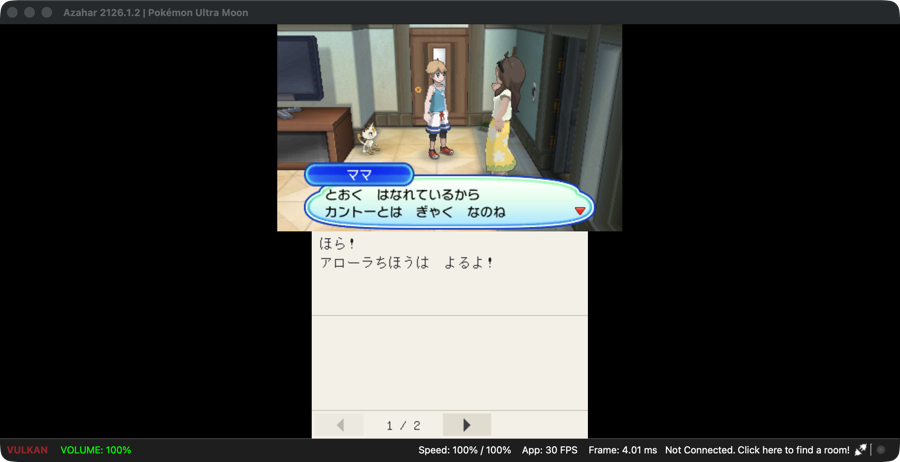 Azahar 2126.1.2 | Pokémon Ultra Moon
ママ
とおく　はなれているから
カントーとは　ぎゃく　なのね
ほら！
アローラちほうは　よるよ！
1 / 2
VULKAN
VOLUME: 100%
Speed: 100% / 100%
App: 30 FPS
Frame: 4.01 ms
Not Connected. Click here to find a room!